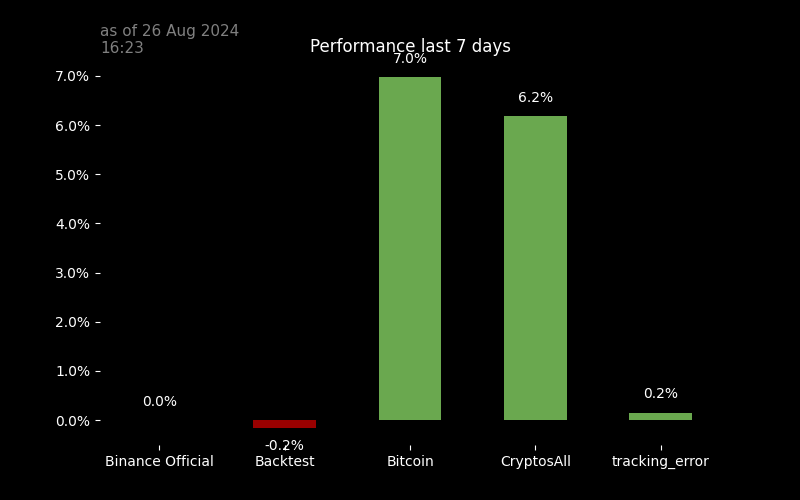 as of 26 Aug 2024
16:23
Performance last 7 days
7.0%
7.0%
6.2%
6.0%
5.0%
4.0%
3.0%
2.0%
1.0%
0.0%
0.2%
0.0%
-0.2%
Binance Official
Backtest
Bitcoin
CryptosAll
tracking_error